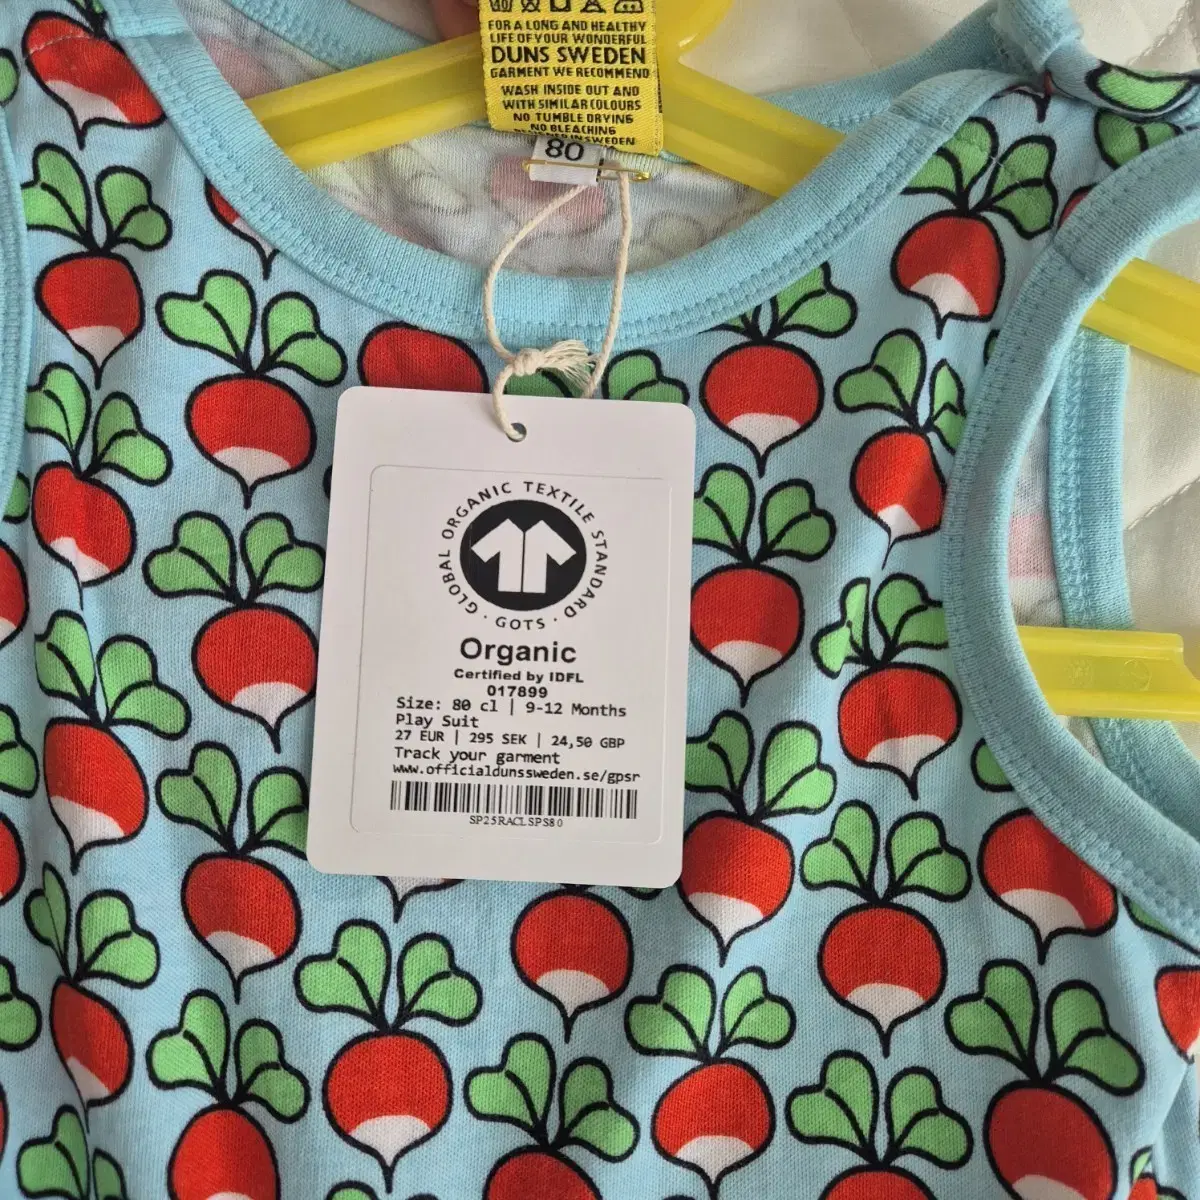 FOR A LONG AND HEALTHY
LIFE OF YOUR WONDERFUL
DUNS SWEDEN
GARMENT WE RECOMMEND
WASH INSIDE OUT AND
WITH SIMILAR COLOURS
NO TUMBLE DRYING
NO BLEACHING
IN SWEDEN
80
GLOBAL ORGANIC TEXTILE STANDARD
· GOTS ·
Organic
Certified by IDFL
017899
Size: 80 cl | 9-12 Months
Play Suit
27 EUR | 295 SEK | 24,50 GBP
Track your garment
www.officialdunssweden.se/gpsr
SP25RACLSPS80